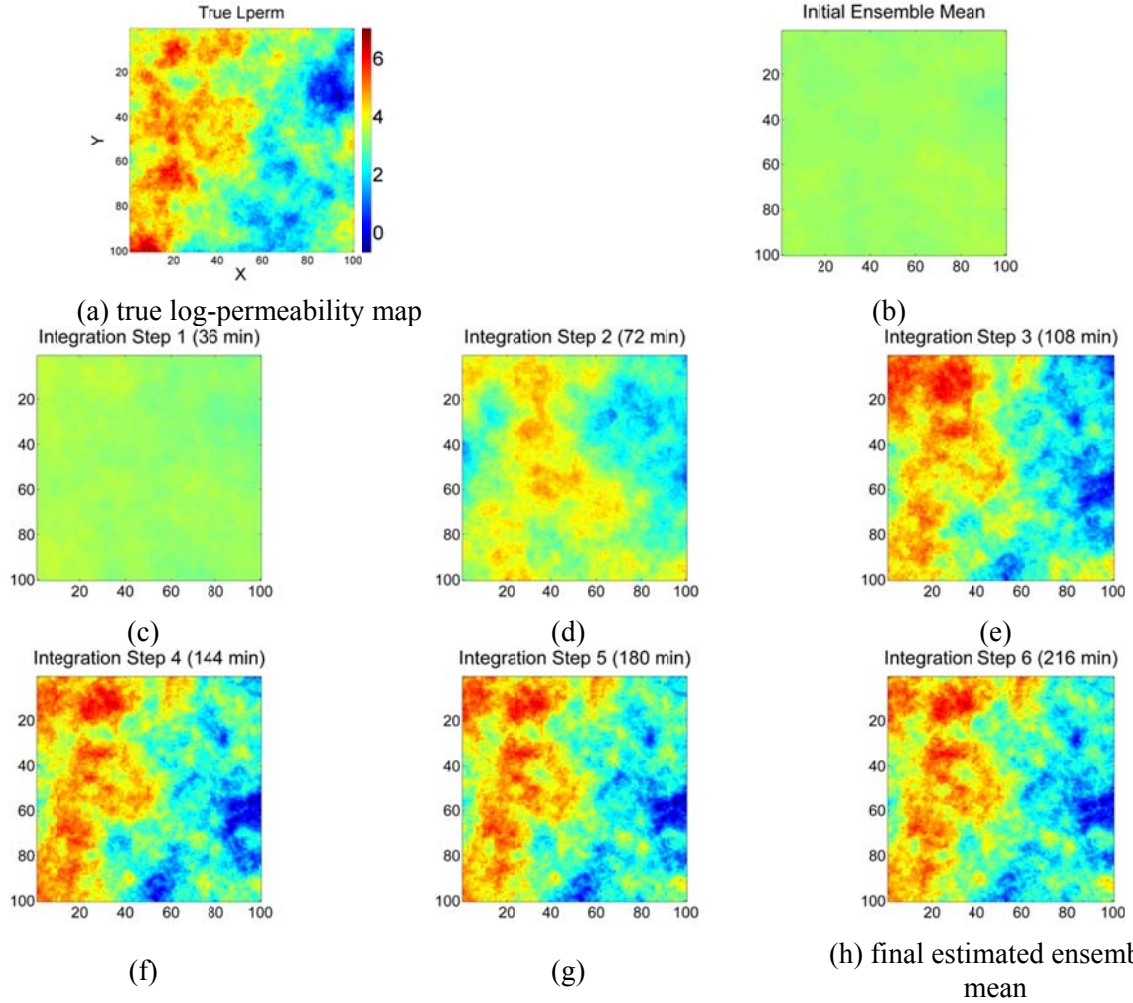 True Lperm
Initial Ensemble Mean
6
4
2
0
20
40
60
80
100
Y
20 40 60 80 100
X
20
40
60
80
100
20 40 60 80 100
(a) true log-permeability map
(b)
Integration Step 1 (36 min)
Integration Step 2 (72 min)
Integration Step 3 (108 min)
20
40
60
80
100
20 40 60 80 100
20
40
60
80
100
20 40 60 80 100
20
40
60
80
100
20 40 60 80 100
(c)
(d)
(e)
Integration Step 4 (144 min)
Integration Step 5 (180 min)
Integration Step 6 (216 min)
20
40
60
80
100
20 40 60 80 100
20
40
60
80
100
20 40 60 80 100
20
40
60
80
100
20 40 60 80 100
(f)
(g)
(h) final estimated ensemb
mean